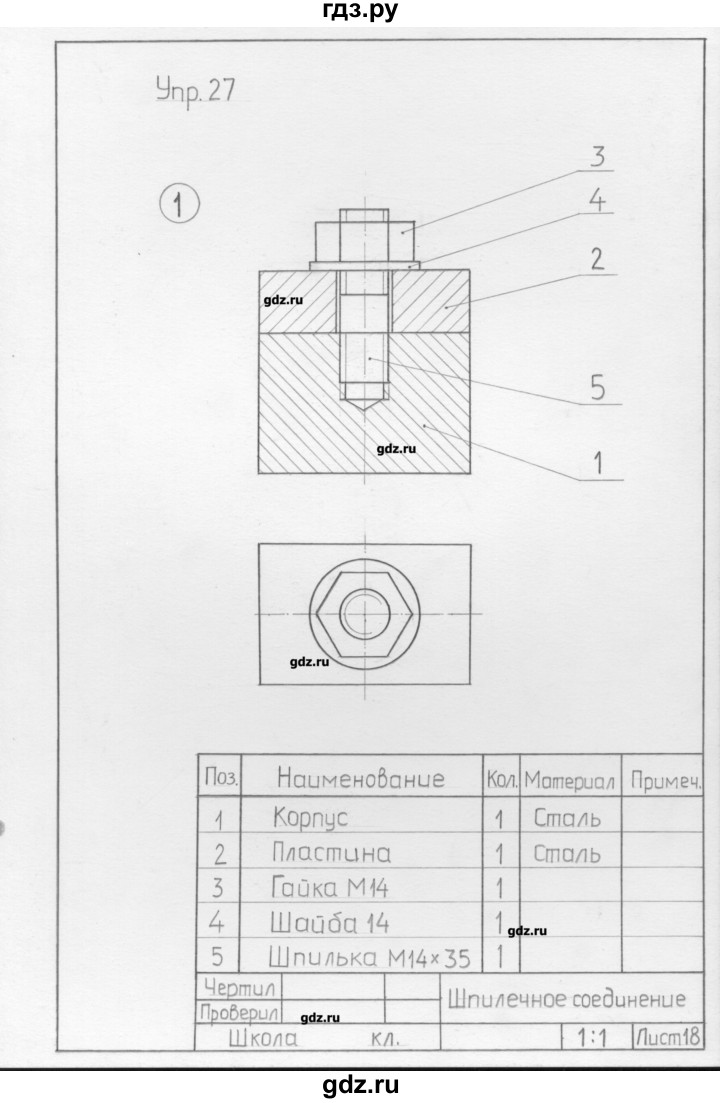 гдз.ру
Упр. 27
1
3
4
2
gdz.ru
5
gdz.ru
1
gdz.ru
Поз. Наименование Кол. Материал Примеч.
1 Корпус 1 Сталь
2 Пластина 1 Сталь
3 Гайка М14 1
4 Шайба 14 1
gdz.ru
5 Шпилька М14×35 1
Чертил
Шпилечное соединение
Проверил
gdz.ru
Школа кл. 1:1 Лист18
gdz.ru